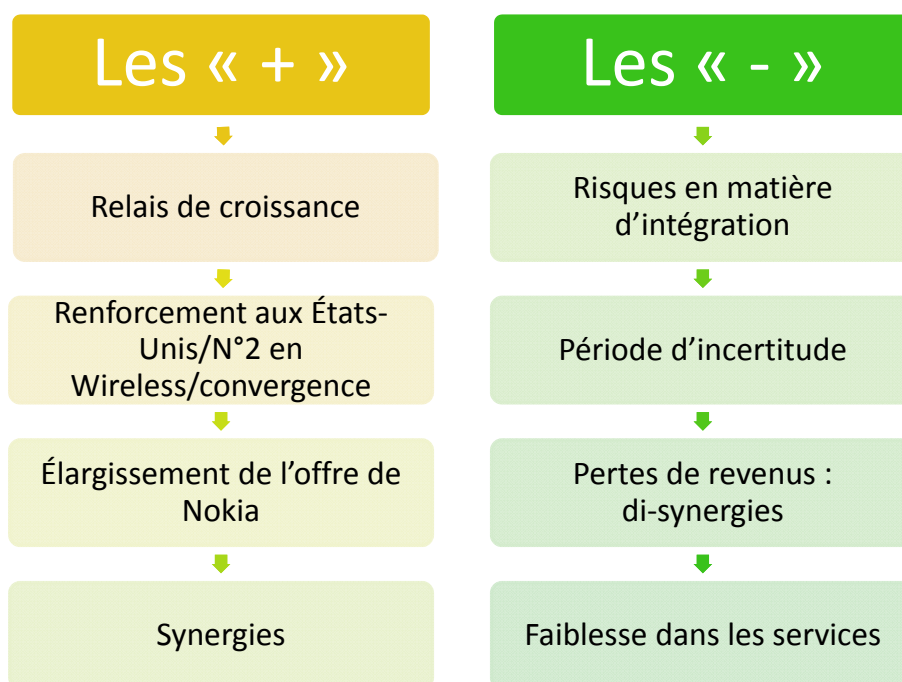 Les « + »
Relais de croissance
Renforcement aux États-
Unis/N°2 en
Wireless/convergence
Élargissement de l’offre de
Nokia
Synergies
Les « - »
Risques en matière
d’intégration
Période d’incertitude
Pertes de revenus :
di-synergies
Faiblesse dans les services